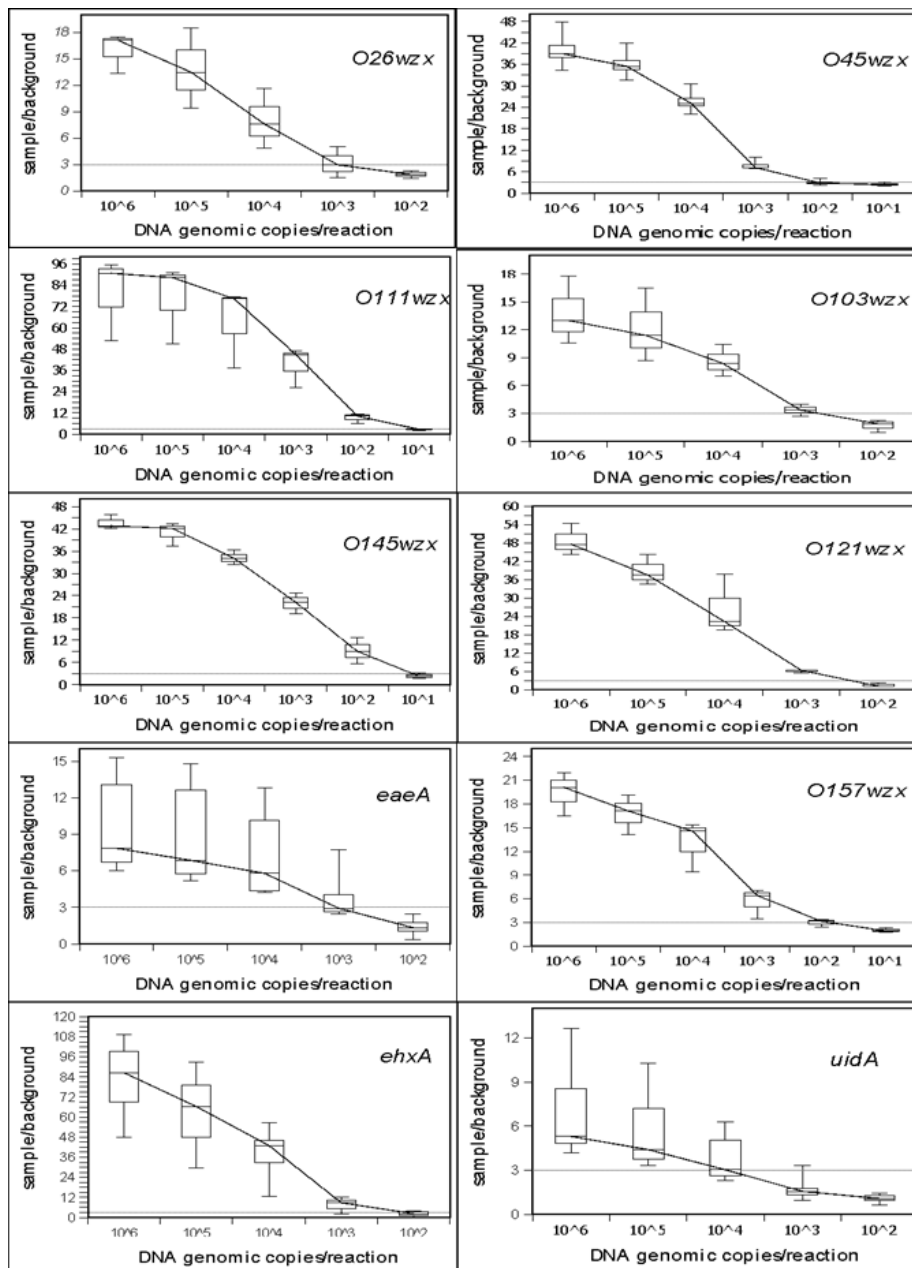 O26wzx
sample/background
18
15
12
9
6
3
0
10^6 10^5 10^4 10^3 10^2
DNA genomic copies/reaction
O45wzx
sample/background
48
42
36
30
24
18
12
6
0
10^6 10^5 10^4 10^3 10^2 10^1
DNA genomic copies/reaction
O111wzx
sample/background
96
84
72
60
48
36
24
12
0
10^6 10^5 10^4 10^3 10^2 10^1
DNA genomic copies/reaction
O103wzx
sample/background
18
15
12
9
6
3
0
10^6 10^5 10^4 10^3 10^2
DNA genomic copies/reaction
O145wzx
sample/background
48
42
36
30
24
18
12
6
0
10^6 10^5 10^4 10^3 10^2 10^1
DNA genomic copies/reaction
O121wzx
sample/background
60
54
48
42
36
30
24
18
12
6
0
10^6 10^5 10^4 10^3 10^2
DNA genomic copies/reaction
eaeA
sample/background
15
12
9
6
3
0
10^6 10^5 10^4 10^3 10^2
DNA genomic copies/reaction
O157wzx
sample/background
24
21
18
15
12
9
6
3
0
10^6 10^5 10^4 10^3 10^2 10^1
DNA genomic copies/reaction
ehxA
sample/background
120
108
96
84
72
60
48
36
24
12
0
10^6 10^5 10^4 10^3 10^2
DNA genomic copies/reaction
uidA
sample/background
12
9
6
3
0
10^6 10^5 10^4 10^3 10^2
DNA genomic copies/reaction